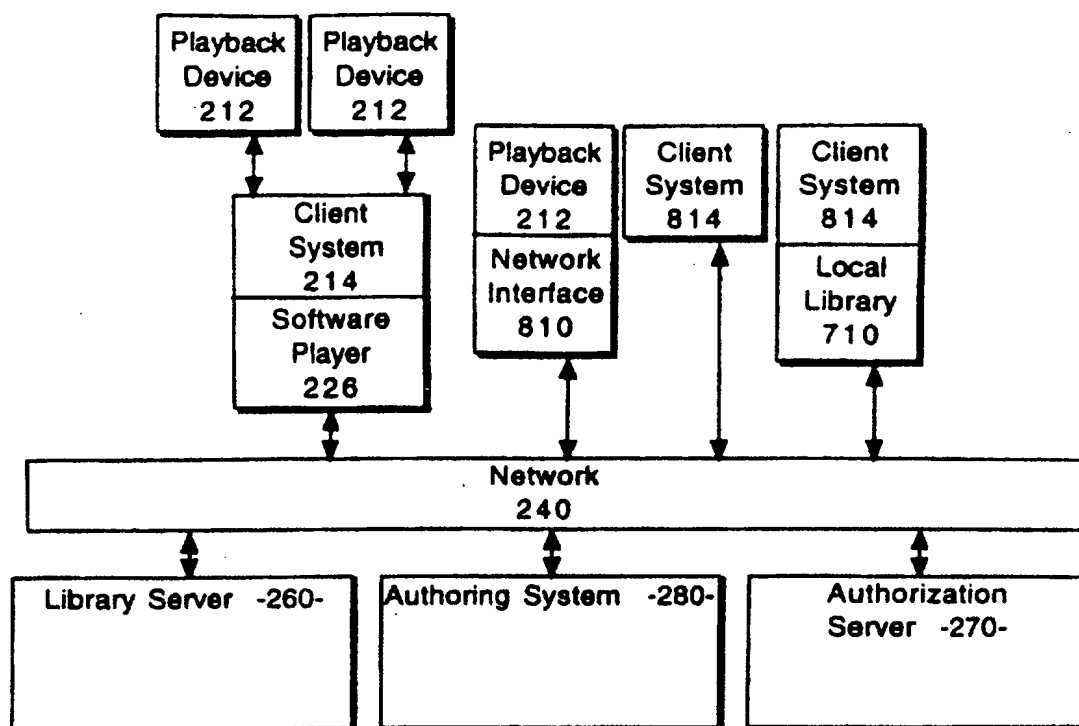 Playback
Device
212
Playback
Device
212
Client
System
214
Software
Player
226
Playback
Device
212
Network
Interface
810
Client
System
814
Client
System
814
Local
Library
710
Network
240
Library Server -260-
Authoring System -280-
Authorization
Server -270-